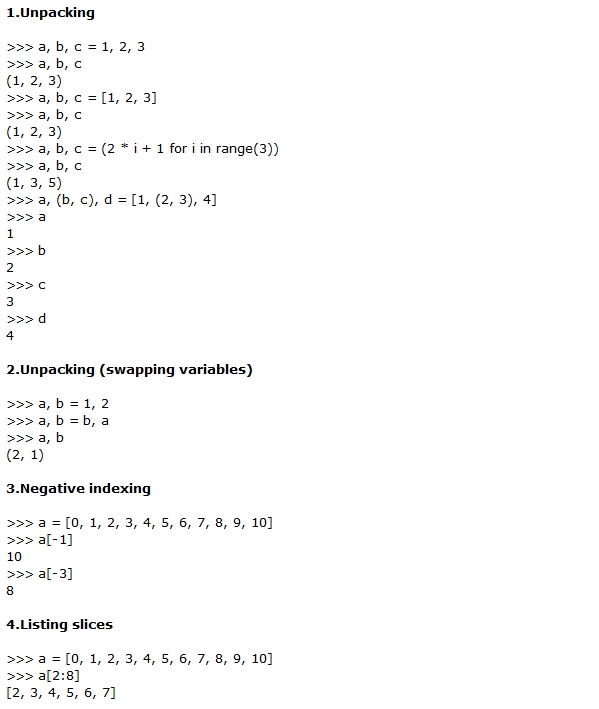 1.Unpacking
>>> a, b, c = 1, 2, 3
>>> a, b, c
(1, 2, 3)
>>> a, b, c = [1, 2, 3]
>>> a, b, c
(1, 2, 3)
>>> a, b, c = (2 * i + 1 for i in range(3))
>>> a, b, c
(1, 3, 5)
>>> a, (b, c), d = [1, (2, 3), 4]
>>> a
1
>>> b
2
>>> c
3
>>> d
4
2.Unpacking (swapping variables)
>>> a, b = 1, 2
>>> a, b = b, a
>>> a, b
(2, 1)
3.Negative indexing
>>> a = [0, 1, 2, 3, 4, 5, 6, 7, 8, 9, 10]
>>> a[-1]
10
>>> a[-3]
8
4.Listing slices
>>> a = [0, 1, 2, 3, 4, 5, 6, 7, 8, 9, 10]
>>> a[2:8]
[2, 3, 4, 5, 6, 7]